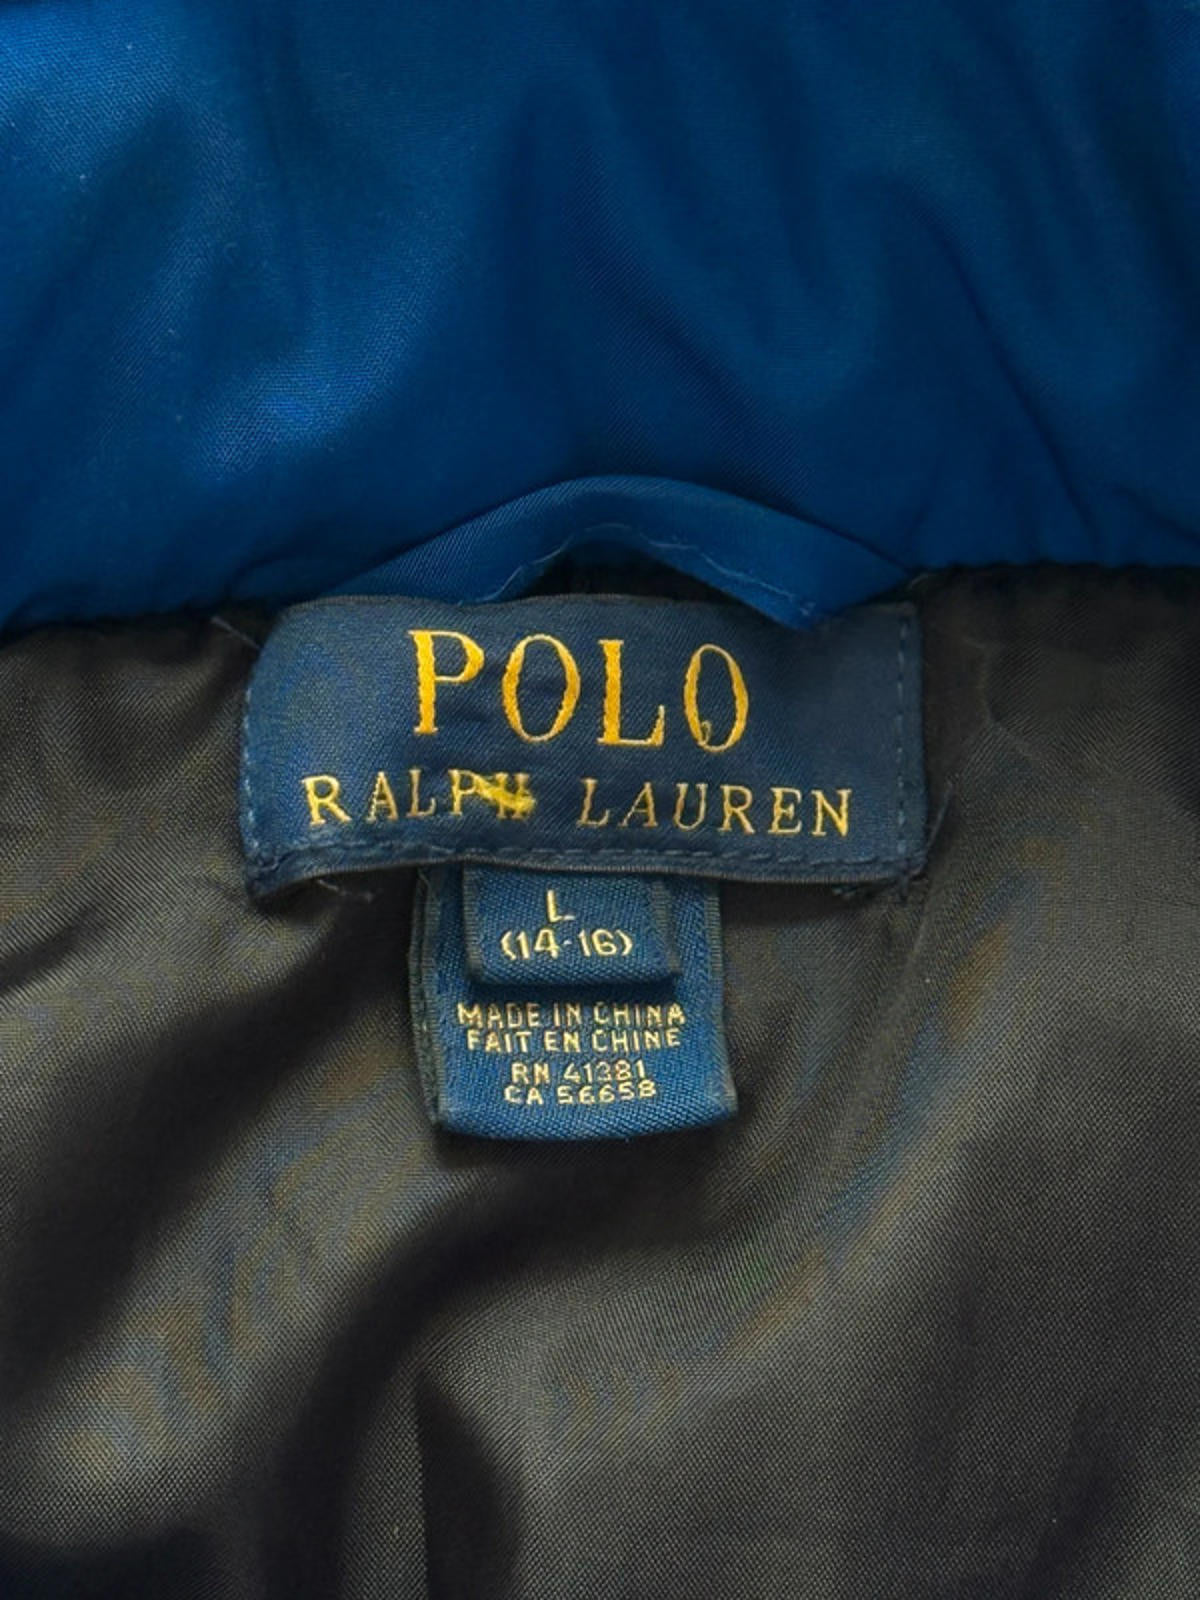 POLO
RALPH LAUREN
L
(14-16)
MADE IN CHINA
FAIT EN CHINE
RN 41381
CA 56658